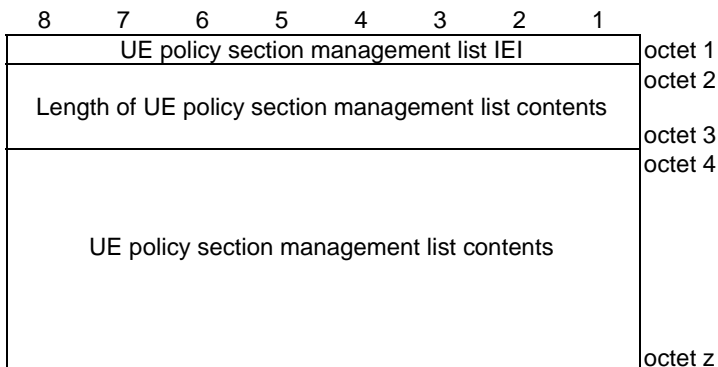 8 7 6 5 4 3 2 1
UE policy section management list IEI octet 1
octet 2
Length of UE policy section management list contents
octet 3
octet 4
UE policy section management list contents
octet z